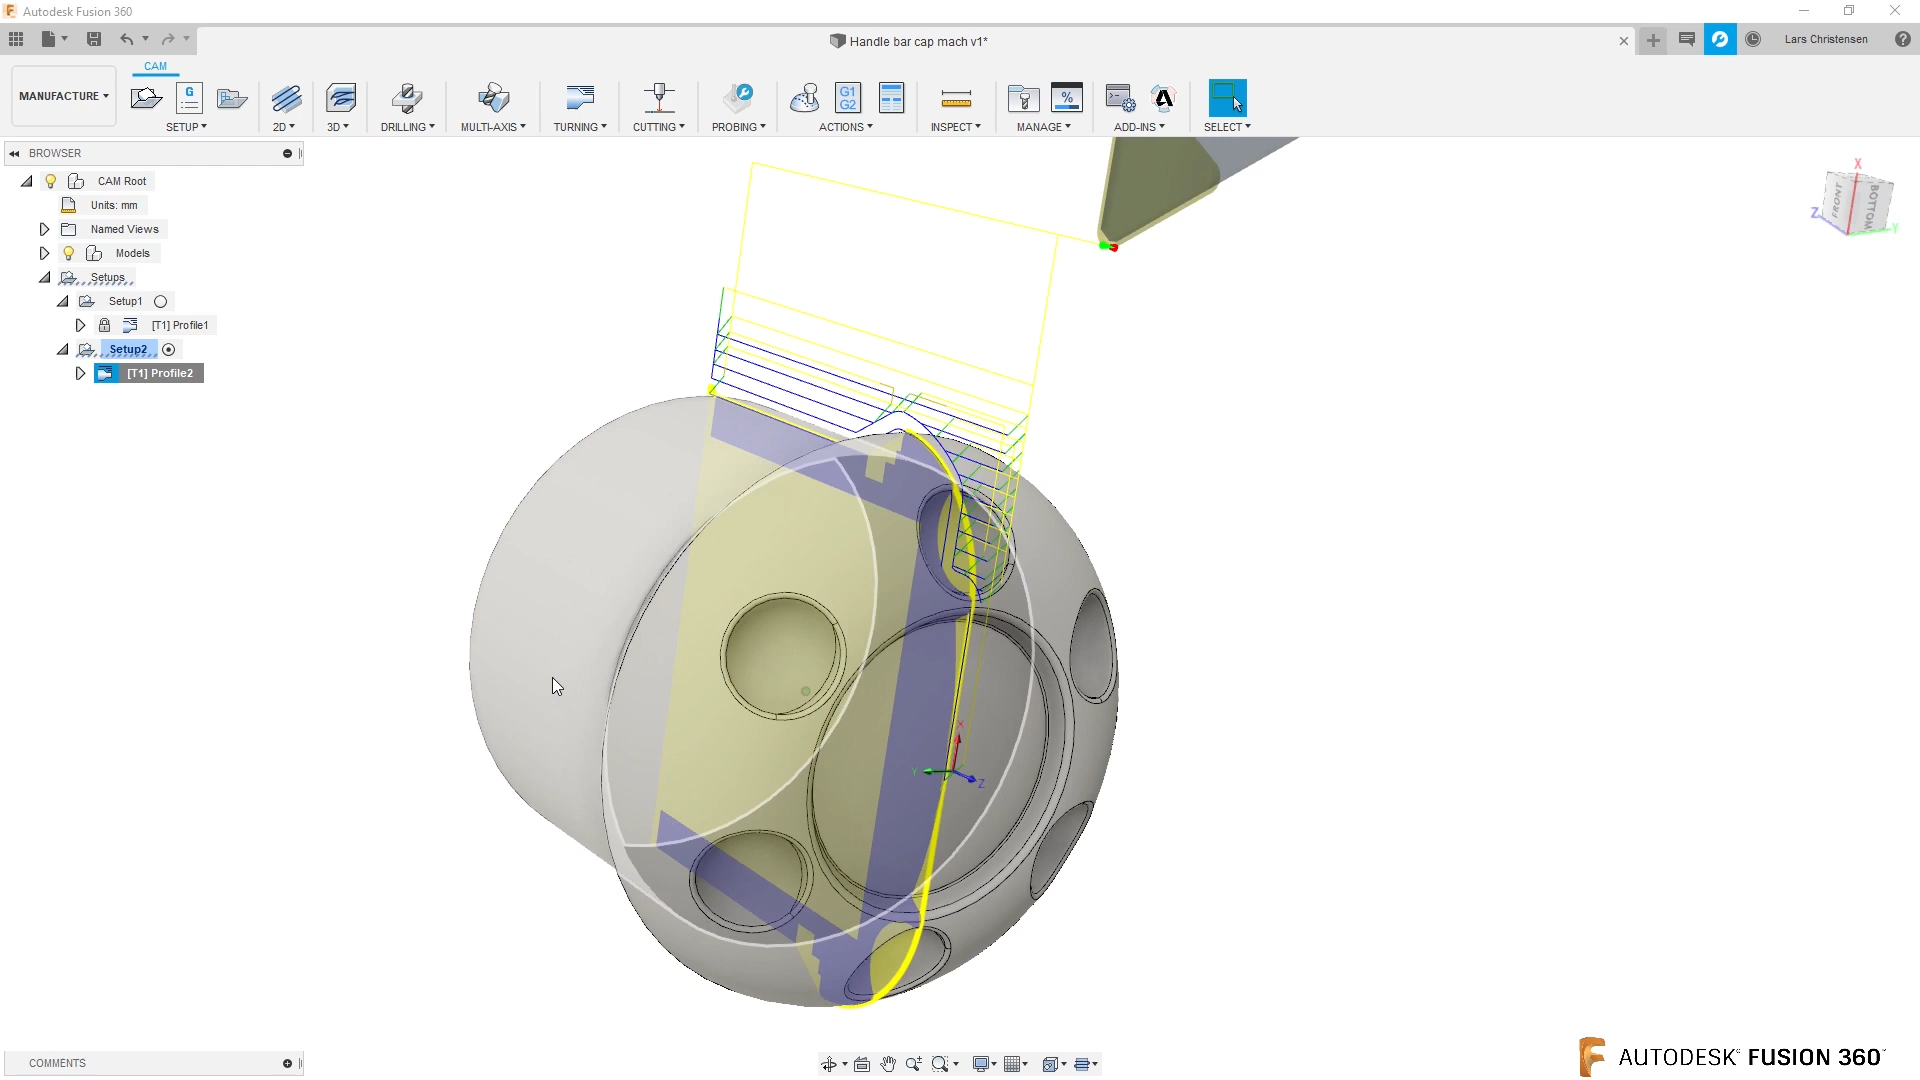 Autodesk Fusion 360
Handle bar cap mach v1*
Lars Christensen
CAM
MANUFACTURE
SETUP
2D
3D
DRILLING
MULTI-AXIS
TURNING
CUTTING
PROBING
G1
G2
ACTIONS
INSPECT
%
MANAGE
ADD-INS
SELECT
BROWSER
CAM Root
Units: mm
Named Views
Models
Setups
Setup1
[T1] Profile1
Setup2
[T1] Profile2
X
FRONT
BOTTOM
Z
Y
X
Y
Z
COMMENTS
AUTODESK FUSION 360